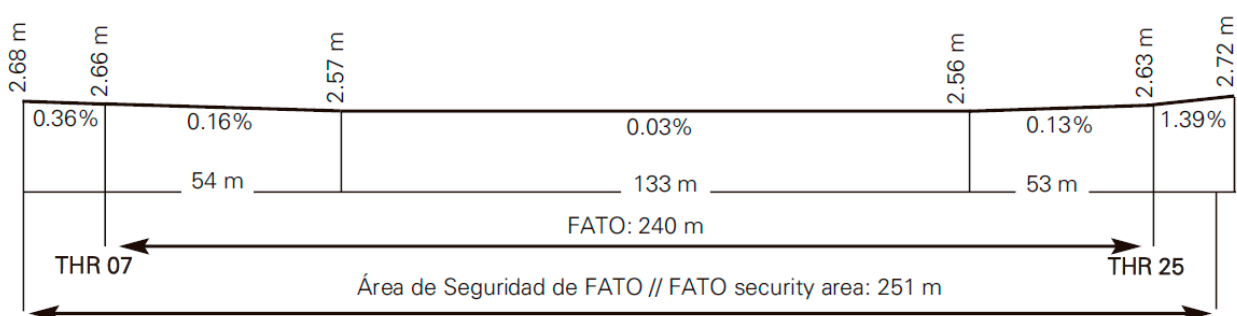 2.68 m
2.66 m
2.57 m
2.56 m
2.63 m
2.72 m
0.36%
0.16%
0.03%
0.13%
1.39%
54 m
133 m
53 m
FATO: 240 m
THR 07
THR 25
Área de Seguridad de FATO // FATO security area: 251 m